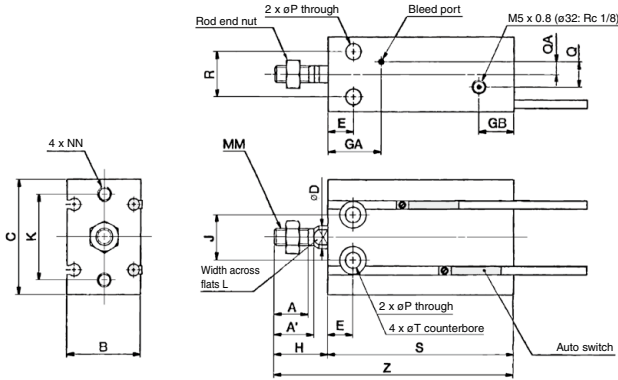 2 x øP through
Bleed port
Rod end nut
M5 x 0.8 (ø32: Rc 1/8)
R
QA
Q
E
GA
GB
4 x NN
MM
øD
C
K
J
Width across
flats L
A
A'
E
2 x øP through
4 x øT counterbore
Auto switch
B
H
S
Z